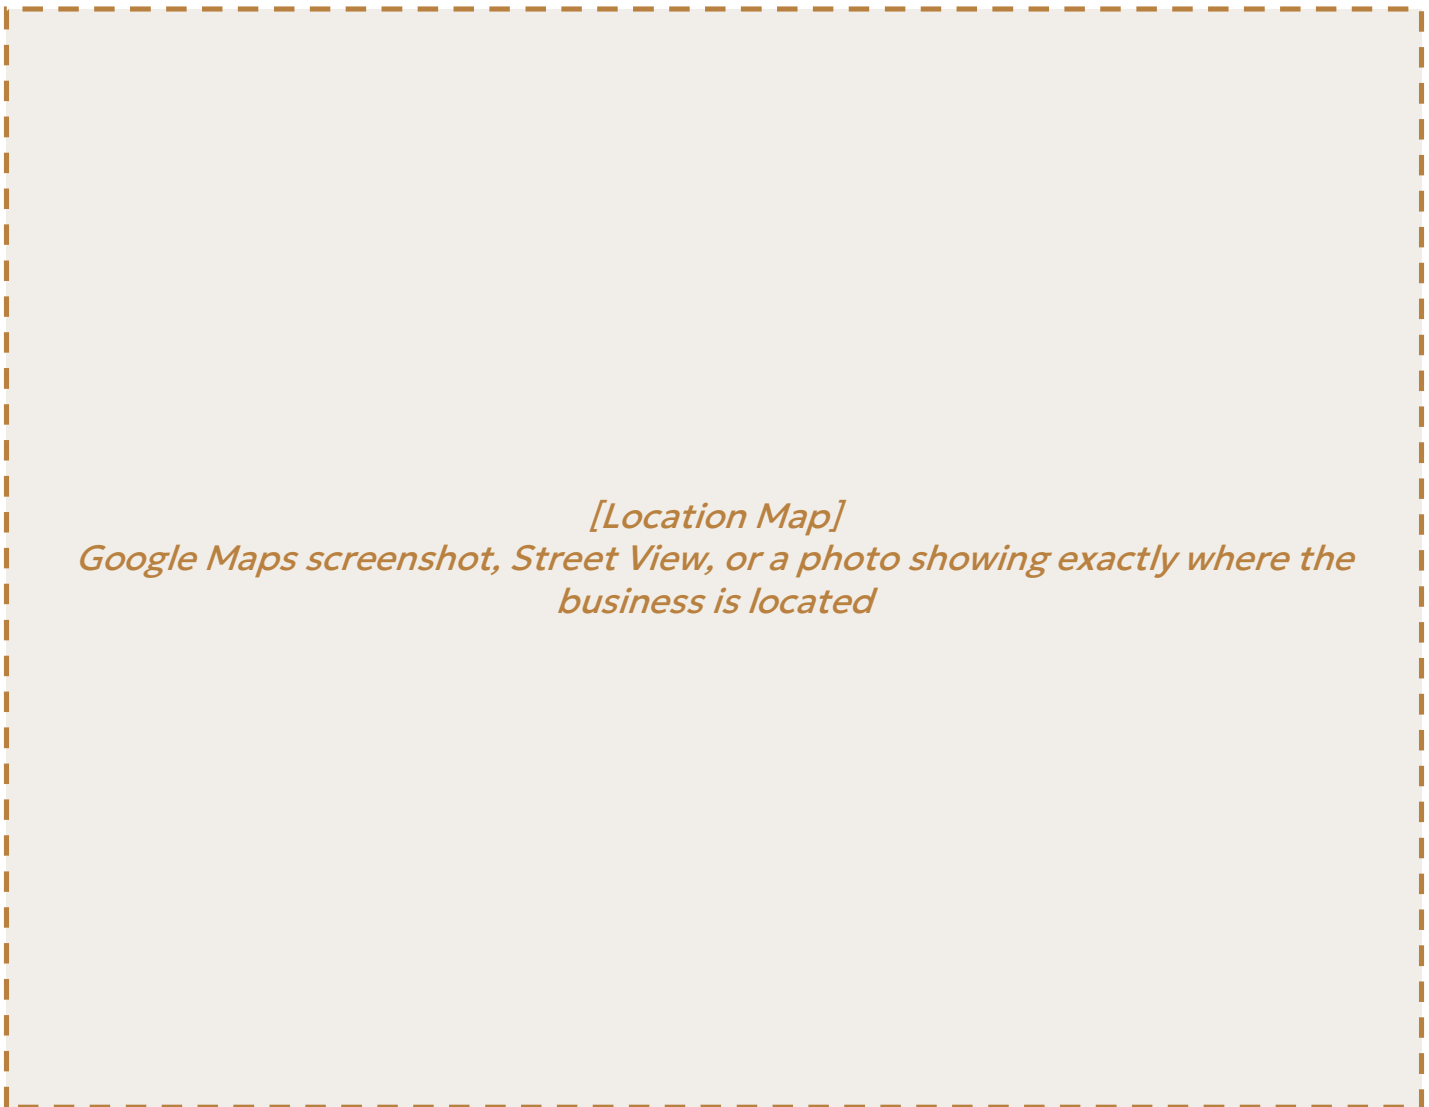 [Location Map]
Google Maps screenshot, Street View, or a photo showing exactly where the
business is located